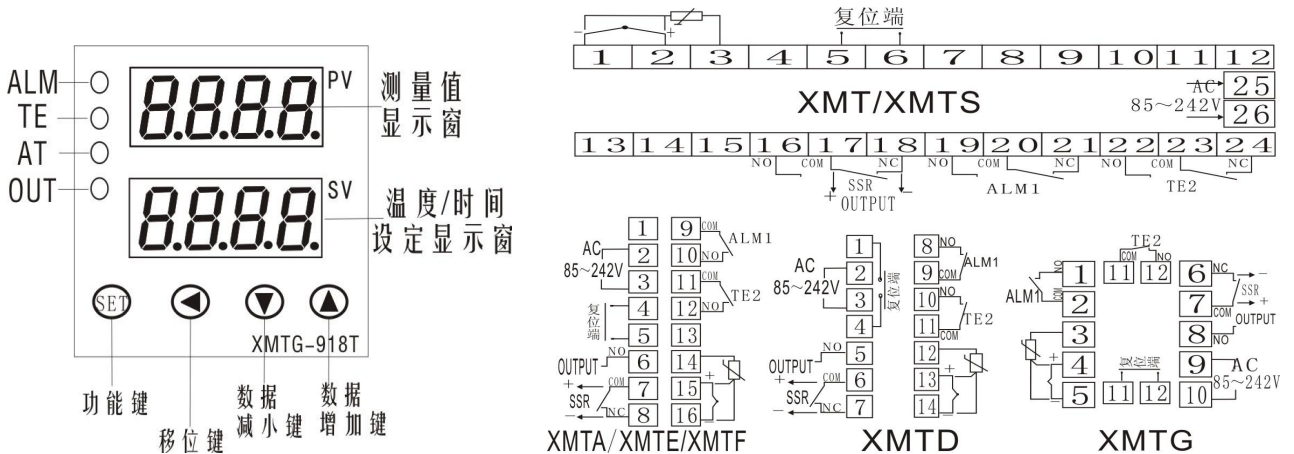 ALM
TE
AT
OUT
8.8.8.8.
PV
测量值
显示窗
8.8.8.8.
SV
温度/时间
设定显示窗
SET
XMTG-918T
功能键
移位键
数据
减小键
数据
增加键
- + 复位端
1 2 3 4 5 6 7 8 9 10 11 12
XMT/XMTS
AC
85～242V
25
26
13 14 15 16 17 18 19 20 21 22 23 24
NO COM NC NO COM NC NO COM NC
+ SSR -
OUTPUT
ALM1
TE2
1 9 COM
AC 2 10 NO ALM1
85～242V
3 11 COM
复位端
4 12 NO TE2
5 13
OUTPUT NO 6 14
+ COM 7 15 +
SSR
- NC 8 16 -
XMTA/XMTE/XMTF
1 8 NO
AC 2 9 COM ALM1
85～242V
3 10 NO
复位端
4 11 COM TE2
OUTPUT NO 5 12
+ COM 6 13 +
SSR
- NC 7 14 -
XMTD
TE2
COM NO
11 12
NO 1
ALM1
COM 2
3
+ 4
- 5
复位端
11 12
6 NC -
SSR
7 COM +
OUTPUT
8 NO
9 AC
85～242V
10
XMTG